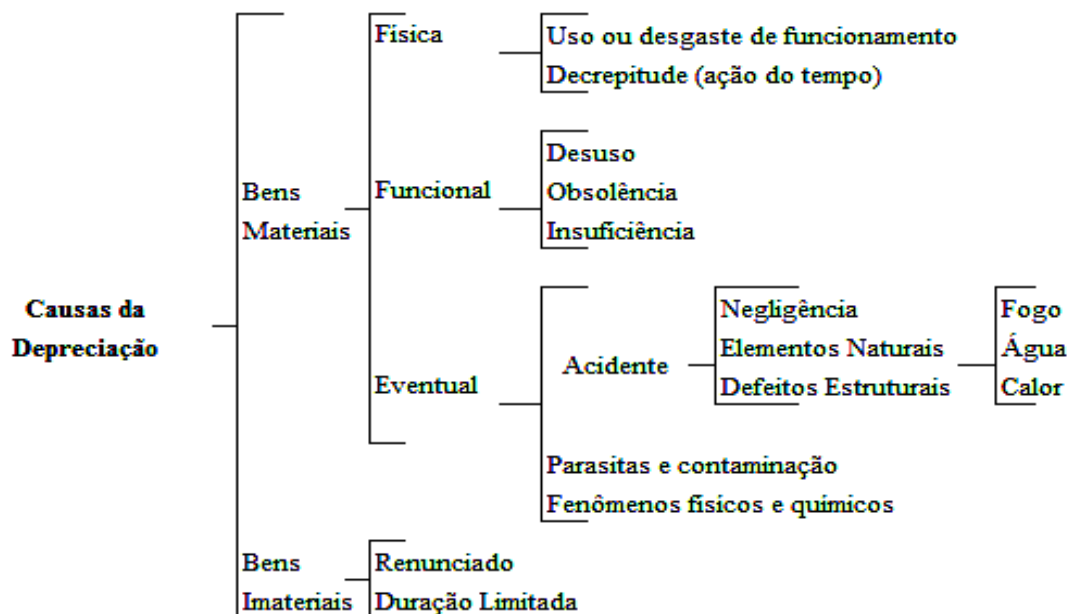 Causas da
Depreciação
Bens
Materiais
Física
Uso ou desgaste de funcionamento
Decrepitude (ação do tempo)
Funcional
Desuso
Obsolência
Insuficiência
Eventual
Acidente
Negligência
Elementos Naturais
Defeitos Estruturais
Fogo
Água
Calor
Parasitas e contaminação
Fenômenos físicos e químicos
Bens
Imateriais
Renunciado
Duração Limitada